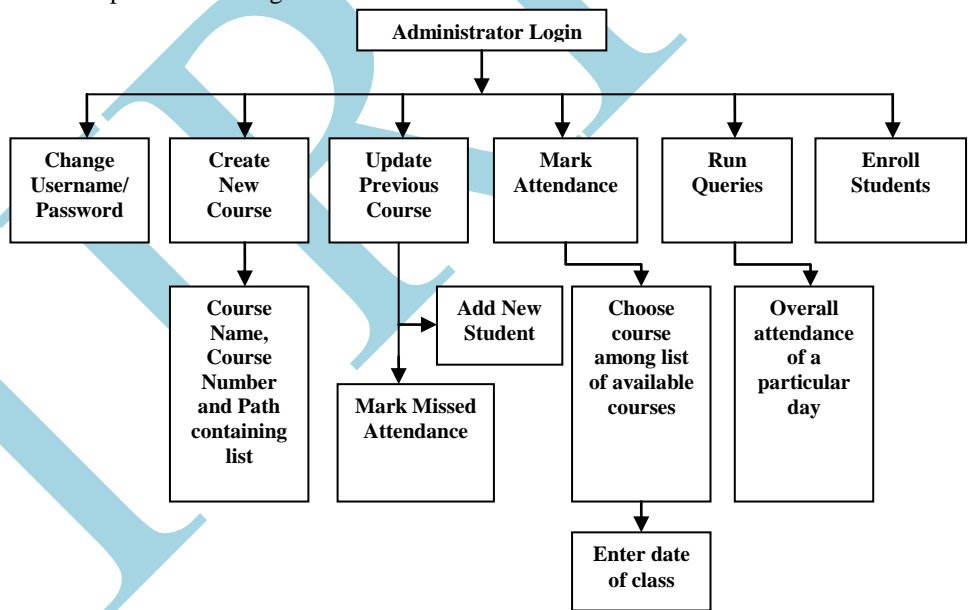 Administrator Login
Change
Username/
Password
Create
New
Course
Update
Previous
Course
Mark
Attendance
Run
Queries
Enroll
Students
Course
Name,
Course
Number
and Path
containing
list
Add New
Student
Mark Missed
Attendance
Choose
course
among list
of available
courses
Overall
attendance
of a
particular
day
Enter date
of class